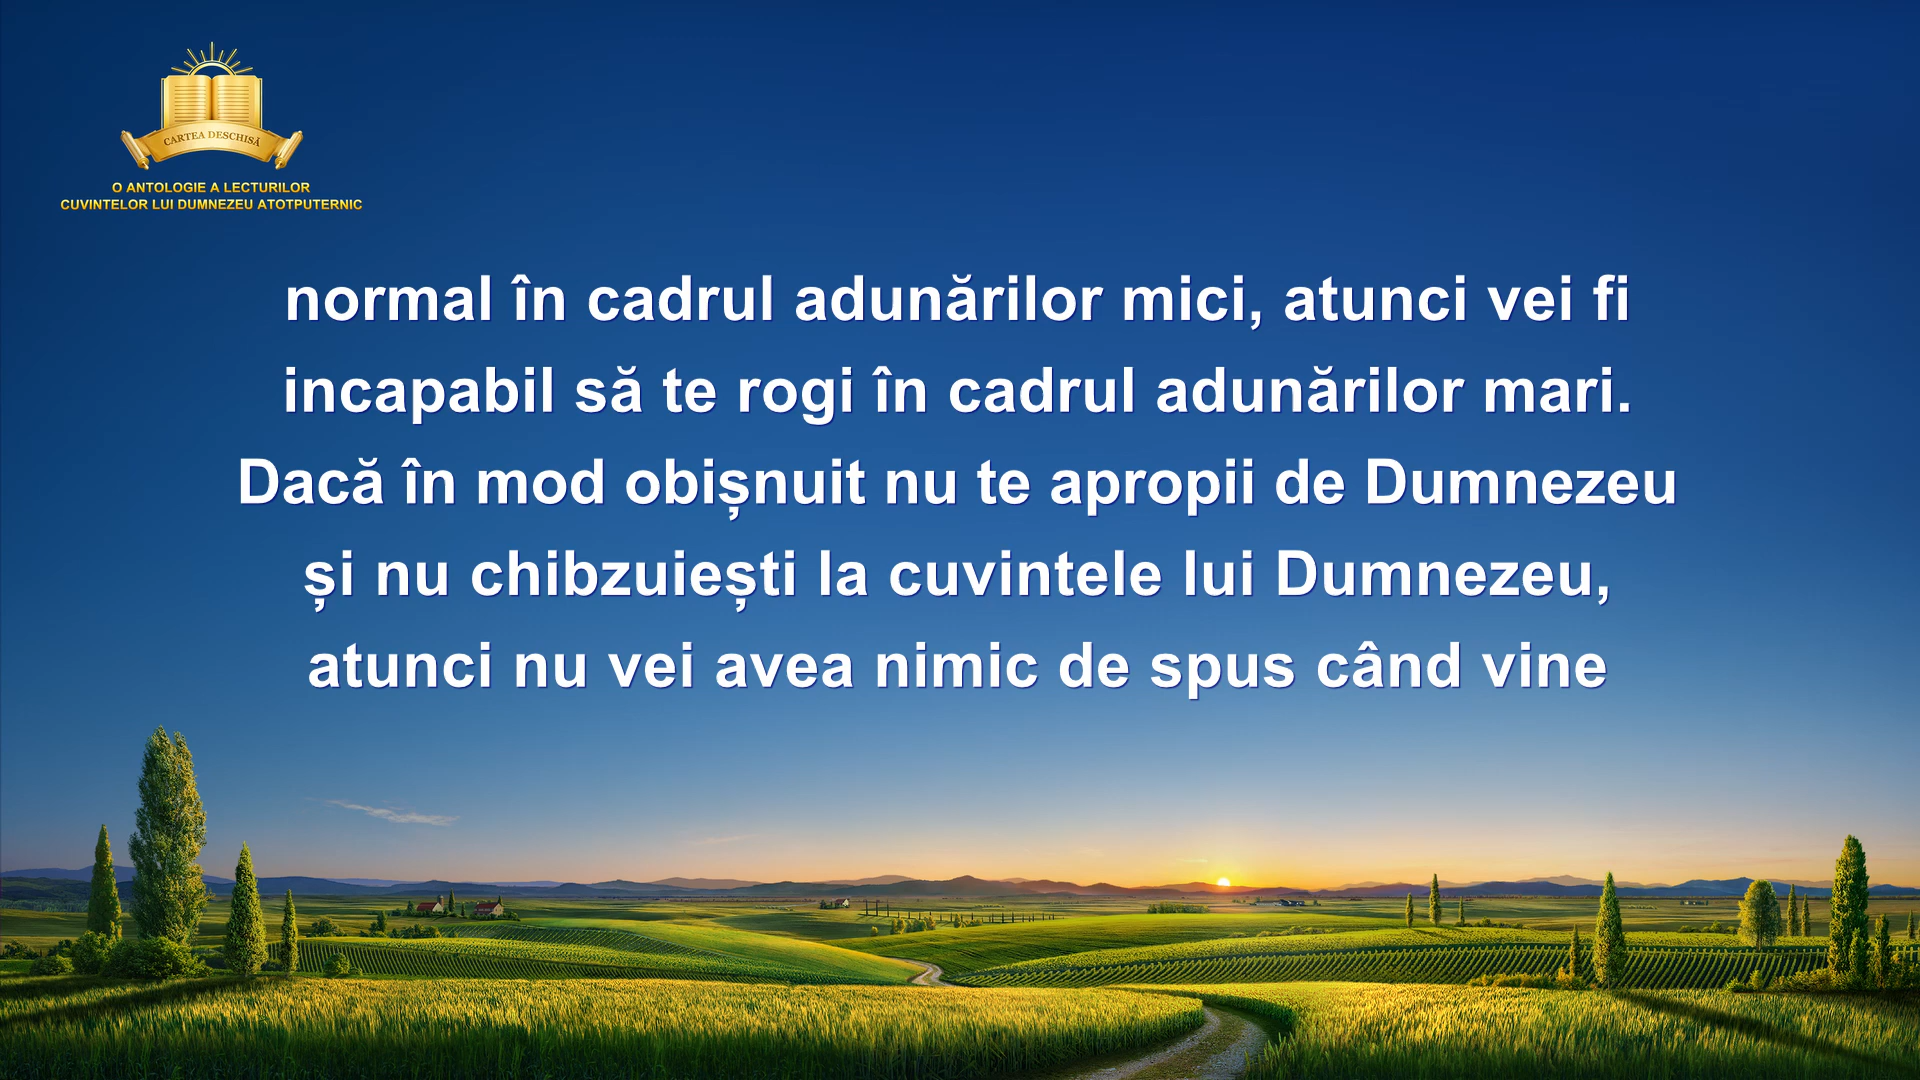 CARTEA DESCHISĂ
O ANTOLOGIE A LECTURILOR
CUVINTELOR LUI DUMNEZEU ATOTPUTERNIC
normal în cadrul adunărilor mici, atunci vei fi
incapabil să te rogi în cadrul adunărilor mari.
Dacă în mod obișnuit nu te apropii de Dumnezeu
și nu chibzuiești la cuvintele lui Dumnezeu,
atunci nu vei avea nimic de spus când vine